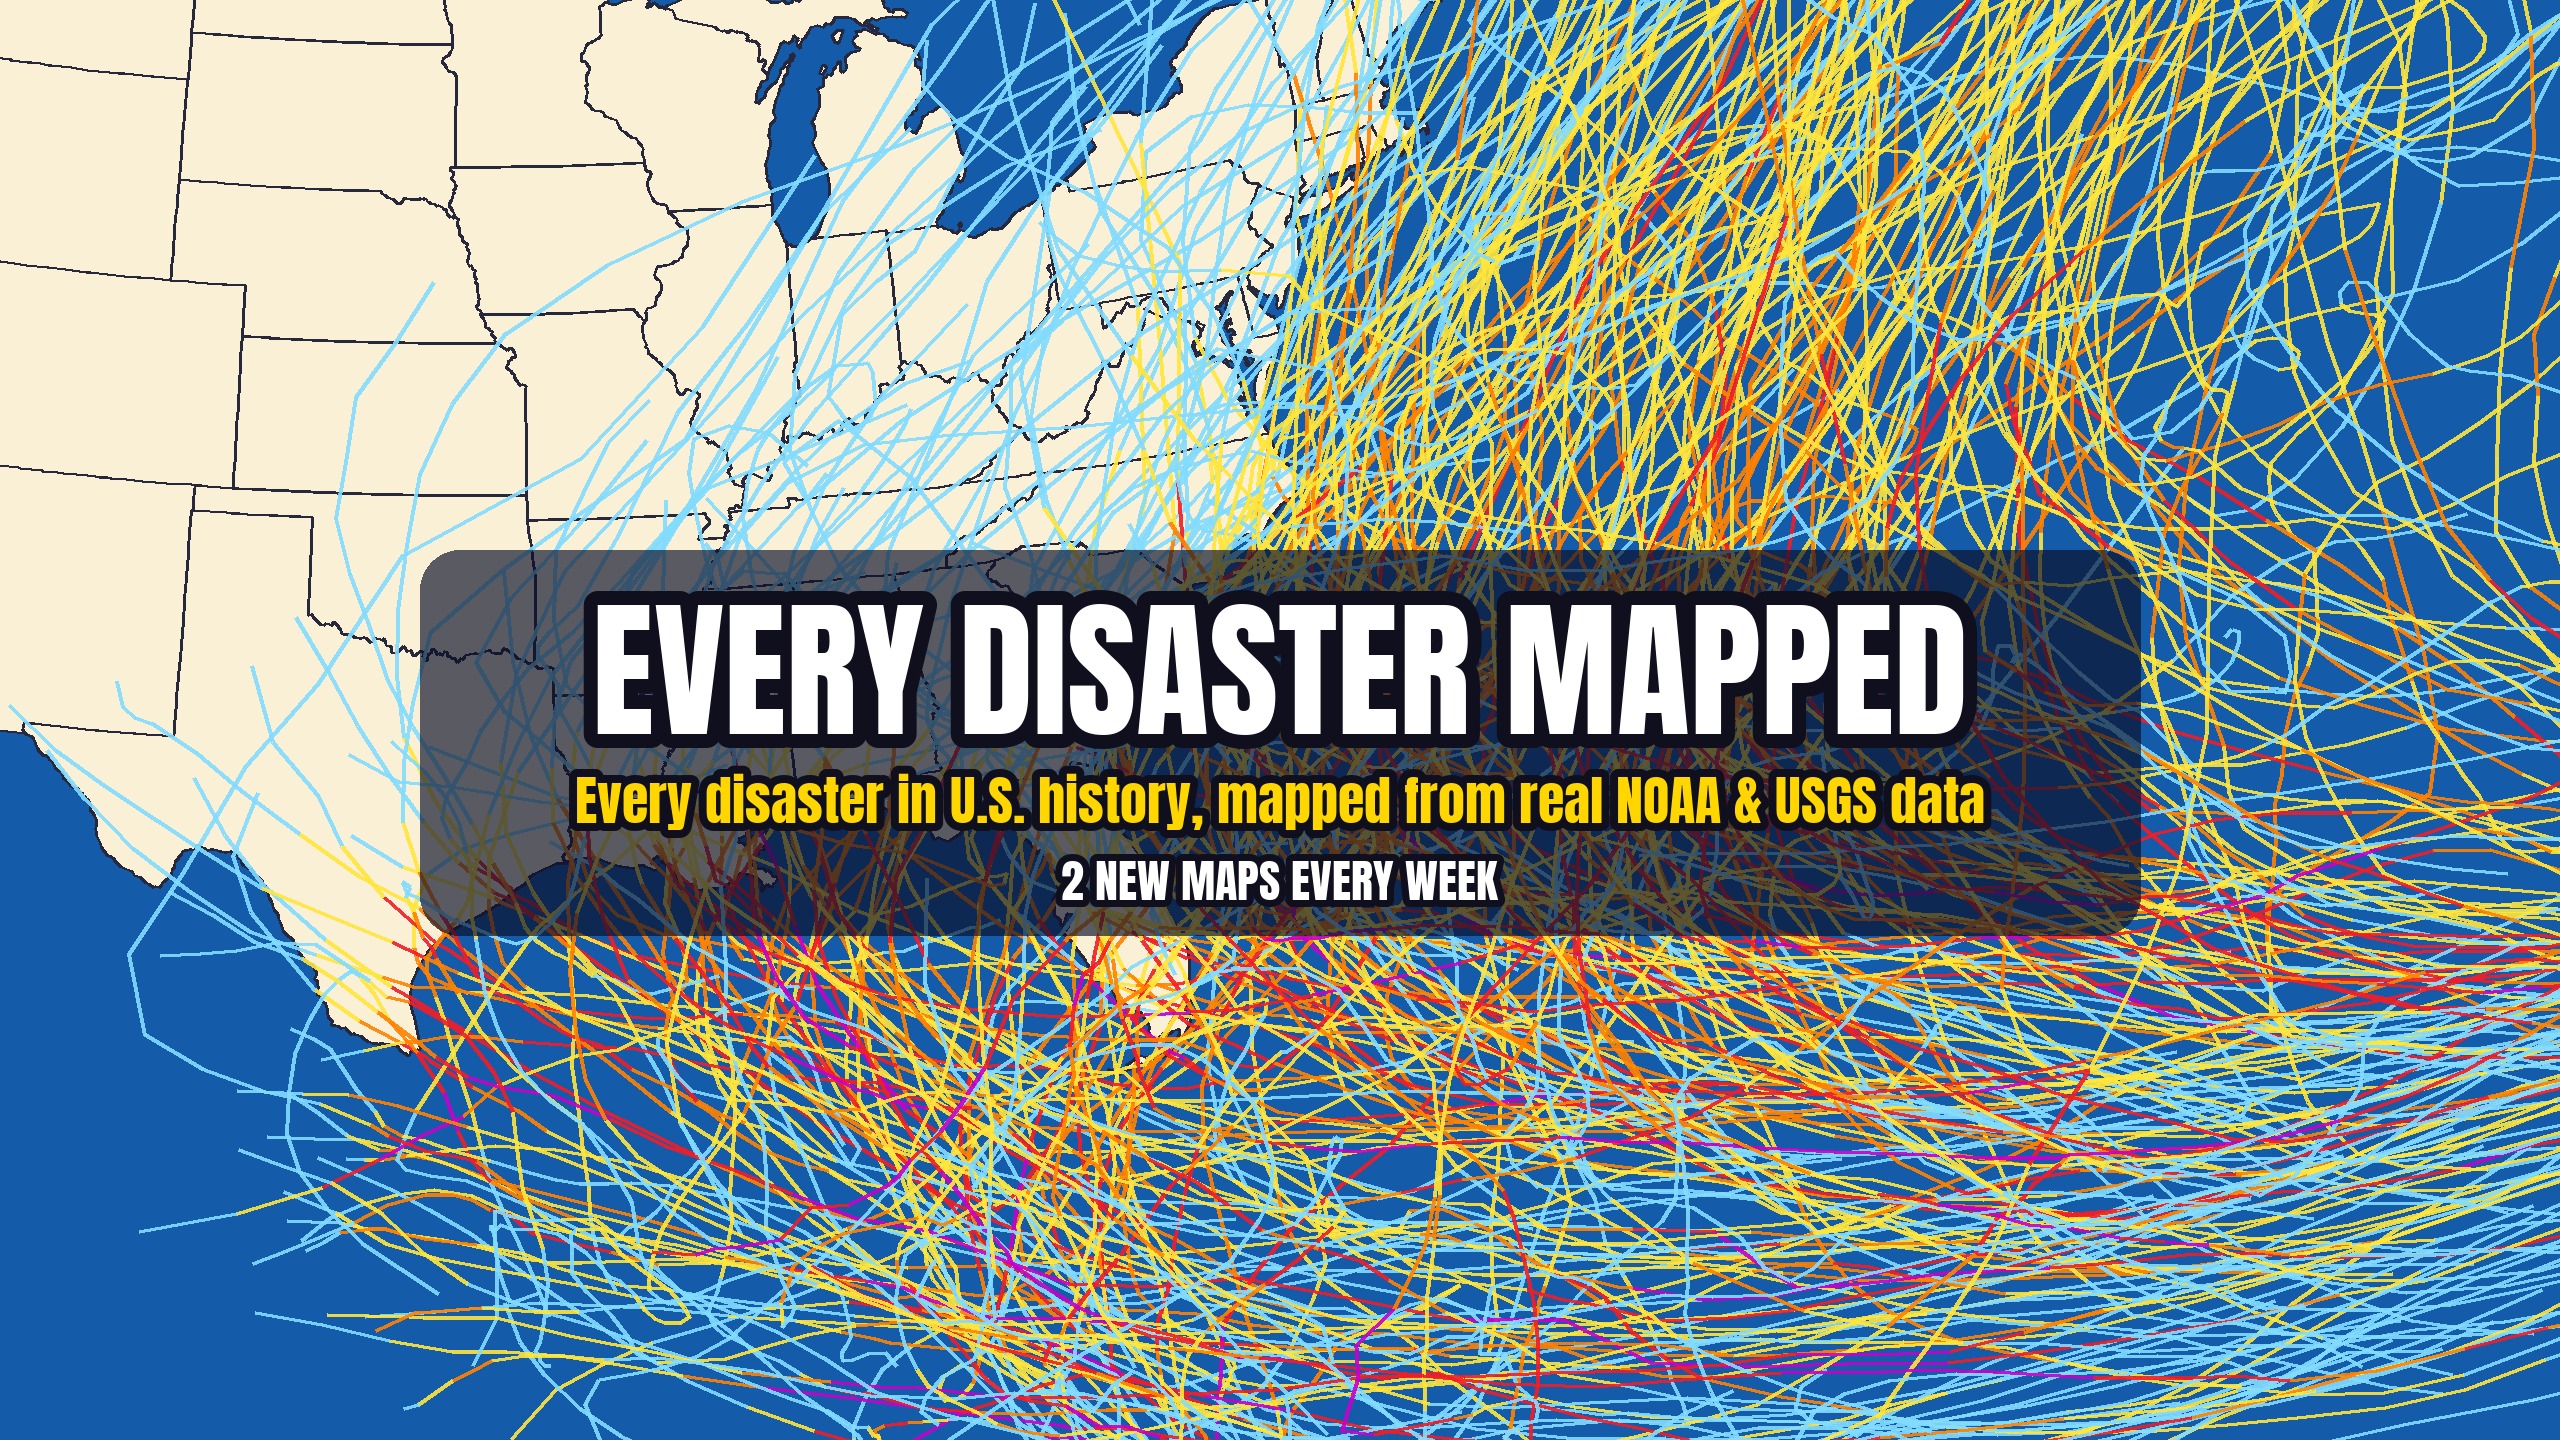 EVERY DISASTER MAPPED
Every disaster in U.S. history, mapped from real NOAA & USGS data
2 NEW MAPS EVERY WEEK